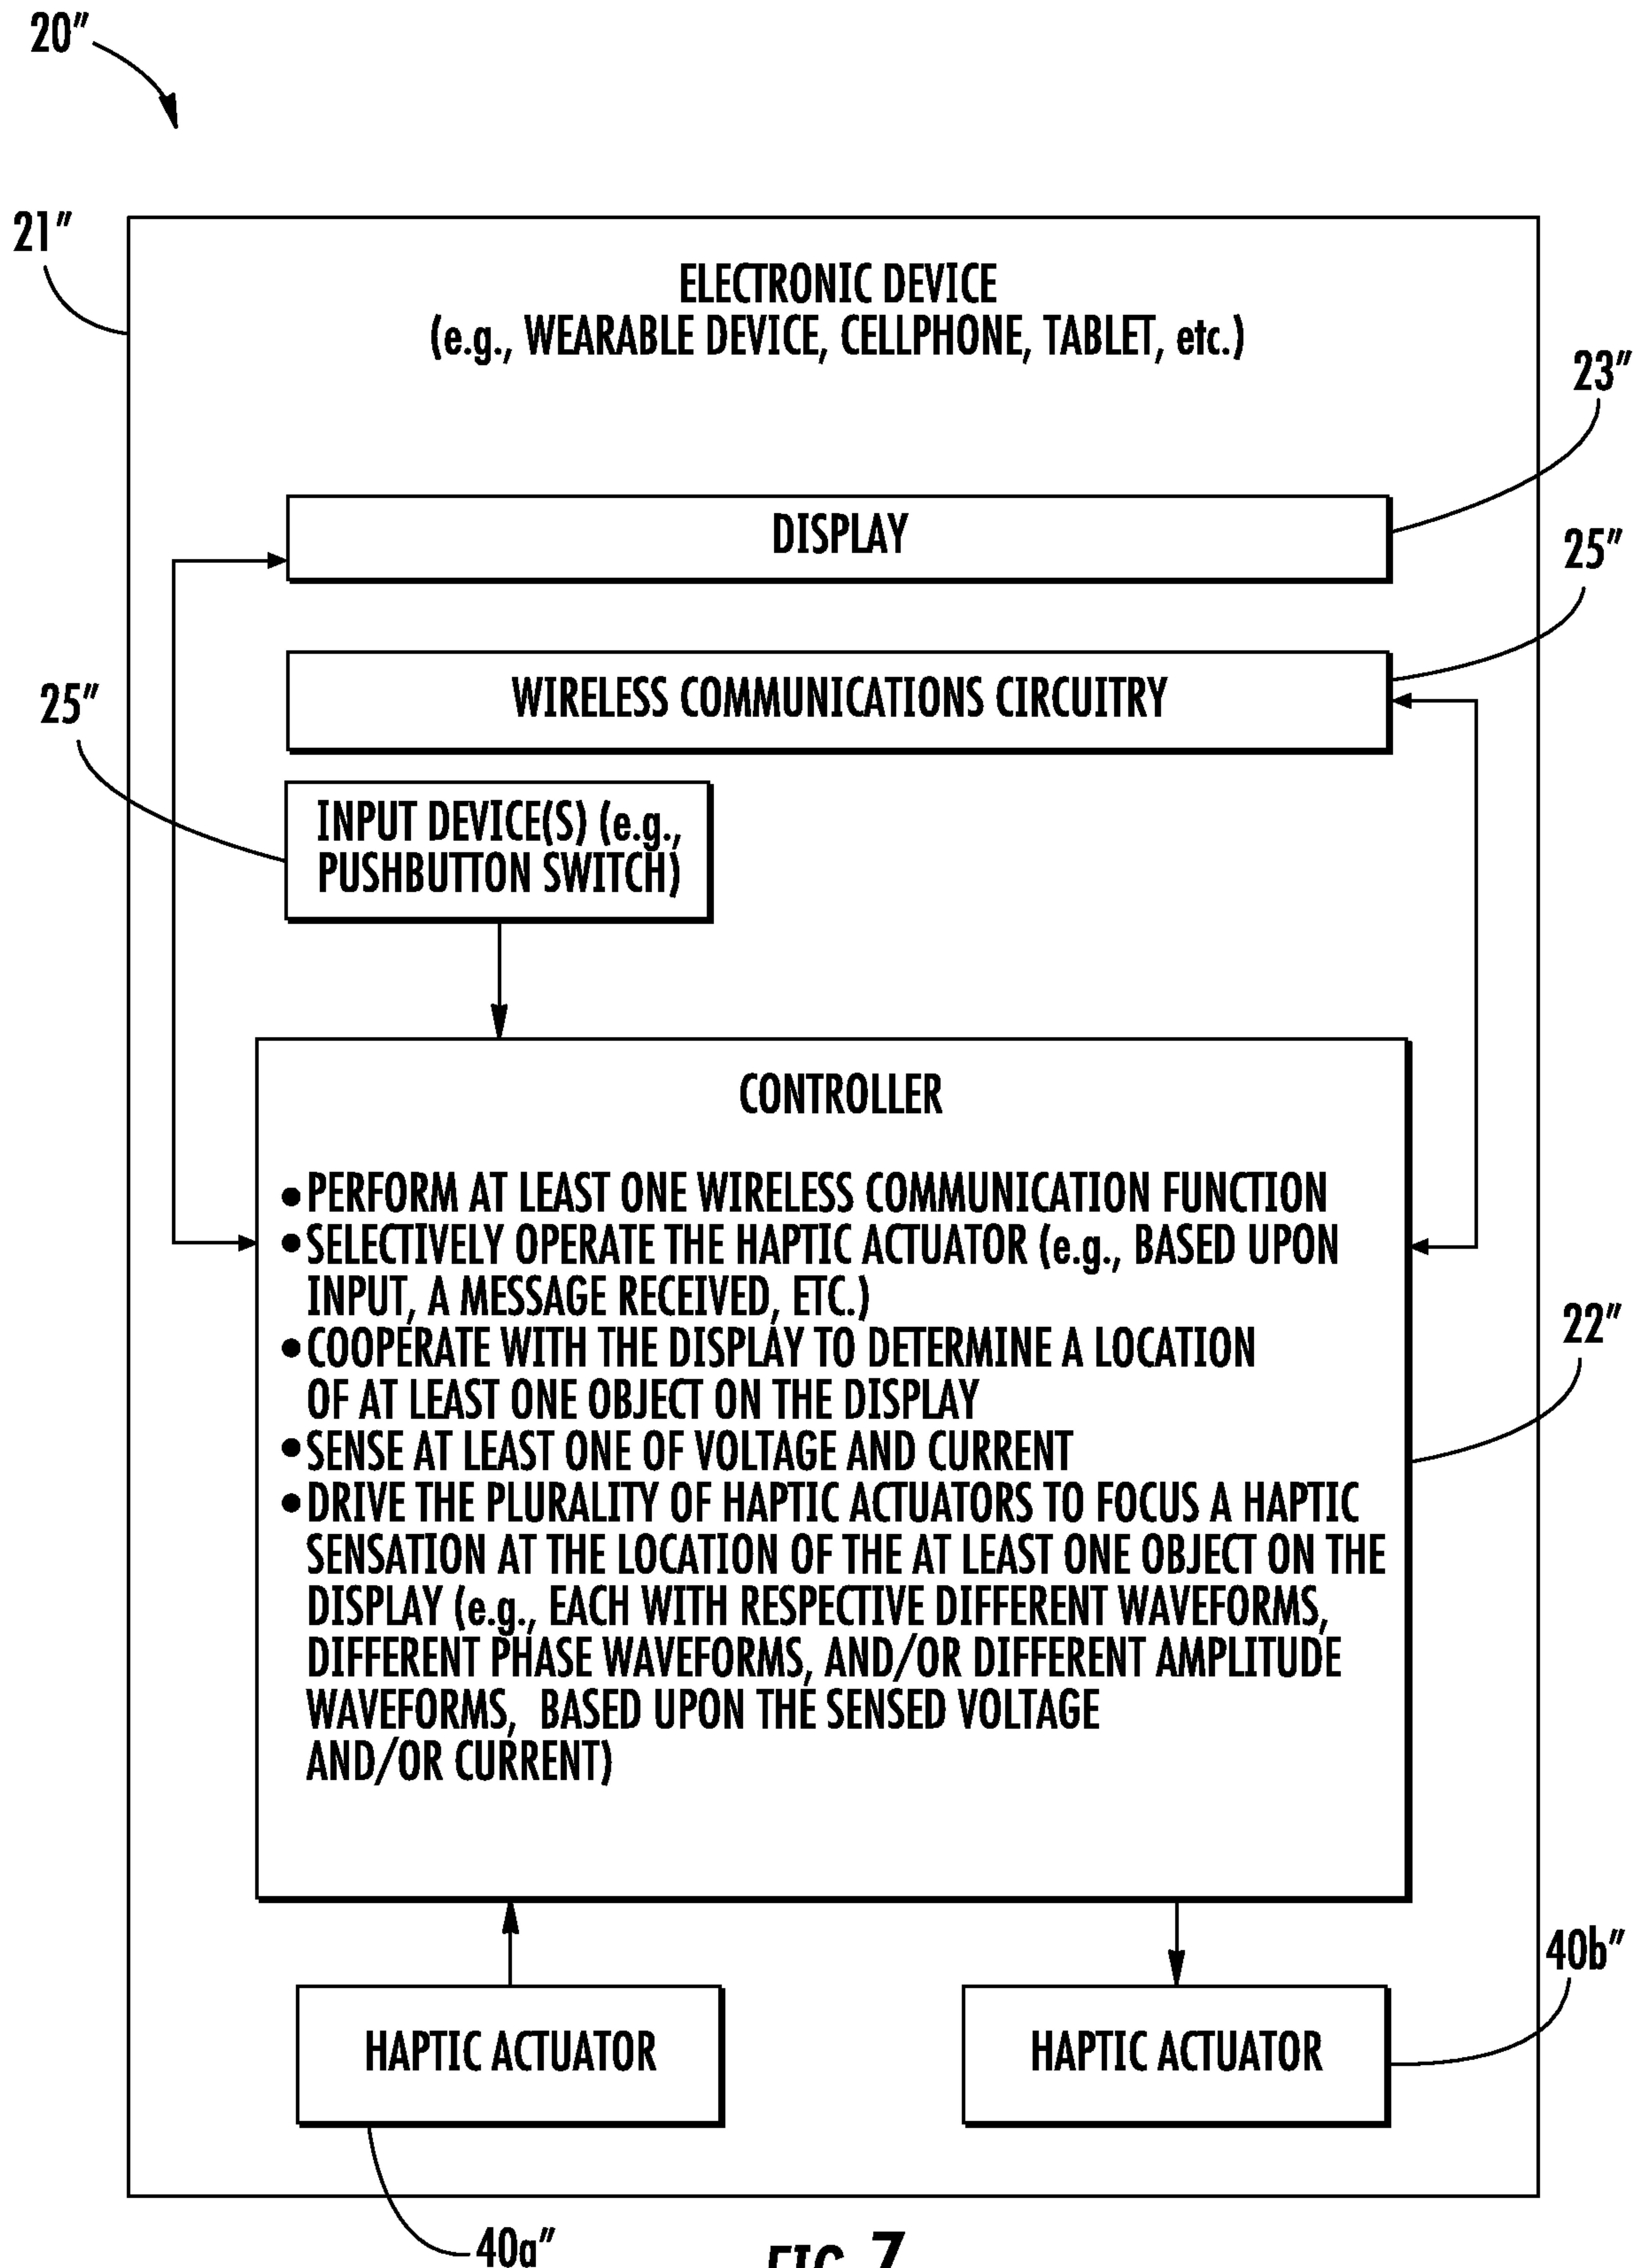 20"
21"
ELECTRONIC DEVICE
(e.g., WEARABLE DEVICE, CELLPHONE, TABLET, etc.)
23"
DISPLAY
25"
WIRELESS COMMUNICATIONS CIRCUITRY
25"
INPUT DEVICE(S) (e.g.,
PUSHBUTTON SWITCH)
CONTROLLER
• PERFORM AT LEAST ONE WIRELESS COMMUNICATION FUNCTION
• SELECTIVELY OPERATE THE HAPTIC ACTUATOR (e.g., BASED UPON
INPUT, A MESSAGE RECEIVED, ETC.)
• COOPERATE WITH THE DISPLAY TO DETERMINE A LOCATION
OF AT LEAST ONE OBJECT ON THE DISPLAY
• SENSE AT LEAST ONE OF VOLTAGE AND CURRENT
• DRIVE THE PLURALITY OF HAPTIC ACTUATORS TO FOCUS A HAPTIC
SENSATION AT THE LOCATION OF THE AT LEAST ONE OBJECT ON THE
DISPLAY (e.g., EACH WITH RESPECTIVE DIFFERENT WAVEFORMS,
DIFFERENT PHASE WAVEFORMS, AND/OR DIFFERENT AMPLITUDE
WAVEFORMS, BASED UPON THE SENSED VOLTAGE
AND/OR CURRENT)
22"
40b"
HAPTIC ACTUATOR
HAPTIC ACTUATOR
40a"
FIG. 7